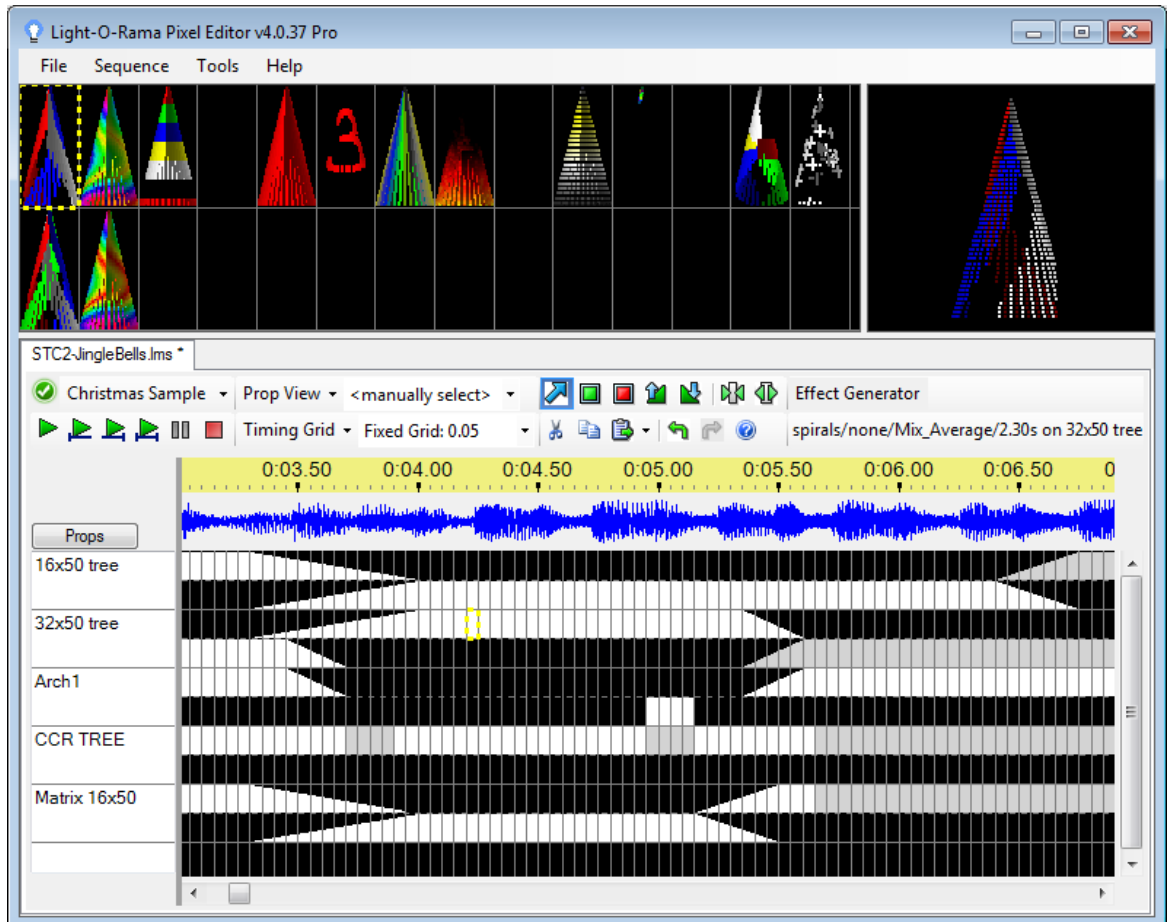 Light-O-Rama Pixel Editor v4.0.37 Pro
File Sequence Tools Help
3
STC2-JingleBells.lms *
Christmas Sample Prop View <manually select> Effect Generator
Timing Grid Fixed Grid: 0.05 spirals/none/Mix_Average/2.30s on 32x50 tree
0:03.50 0:04.00 0:04.50 0:05.00 0:05.50 0:06.00 0:06.50 0
Props
16x50 tree
32x50 tree
Arch1
CCR TREE
Matrix 16x50